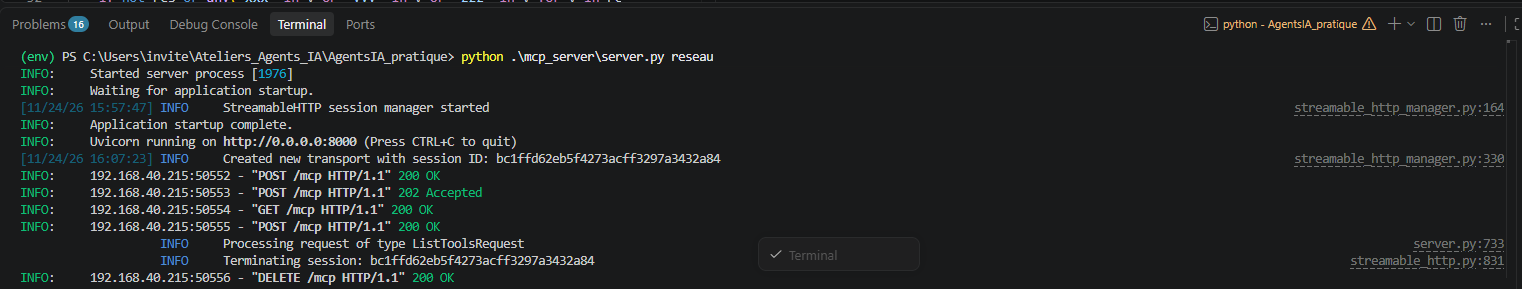 Problems 16 Output Debug Console Terminal Ports python - AgentsIA_pratique
(env) PS C:\Users\invite\Ateliers_Agents_IA\AgentsIA_pratique> python .\mcp_server\server.py reseau
INFO: Started server process [1976]
INFO: Waiting for application startup.
[11/24/26 15:57:47] INFO StreamableHTTP session manager started streamable_http_manager.py:164
INFO: Application startup complete.
INFO: Uvicorn running on http://0.0.0.0:8000 (Press CTRL+C to quit)
[11/24/26 16:07:23] INFO Created new transport with session ID: bc1ffd62eb5f4273acff3297a3432a84 streamable_http_manager.py:330
INFO: 192.168.40.215:50552 - "POST /mcp HTTP/1.1" 200 OK
INFO: 192.168.40.215:50553 - "POST /mcp HTTP/1.1" 202 Accepted
INFO: 192.168.40.215:50554 - "GET /mcp HTTP/1.1" 200 OK
INFO: 192.168.40.215:50555 - "POST /mcp HTTP/1.1" 200 OK
INFO Processing request of type ListToolsRequest server.py:733
INFO Terminating session: bc1ffd62eb5f4273acff3297a3432a84 streamable_http.py:831
INFO: 192.168.40.215:50556 - "DELETE /mcp HTTP/1.1" 200 OK
Terminal